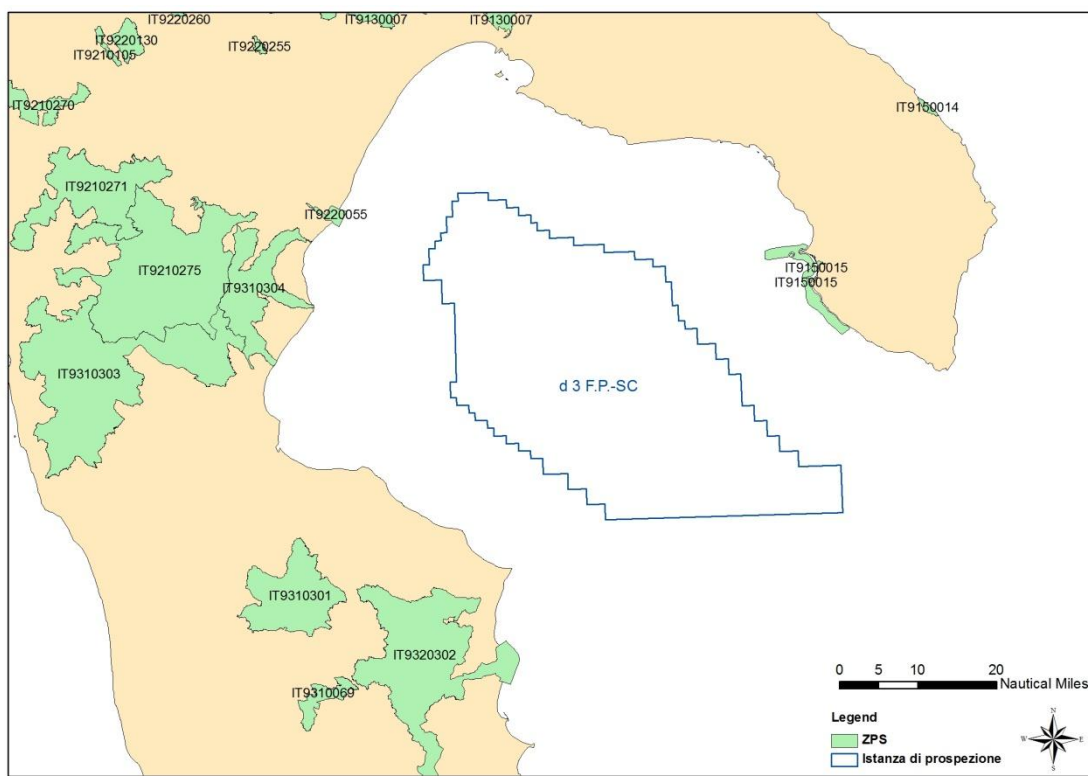 IT9220260
IT9130007
IT9130007
IT9220130
IT9220255
IT9210105
IT9210270
IT9150014
IT9210271
IT9220055
IT9210275
IT9150015
IT9150015
IT9310304
IT9310303
d 3 F.P.-SC
IT9310301
IT9320302
IT9310069
0 5 10 20
Nautical Miles
Legend
ZPS
Istanza di prospezione
N
W E
S